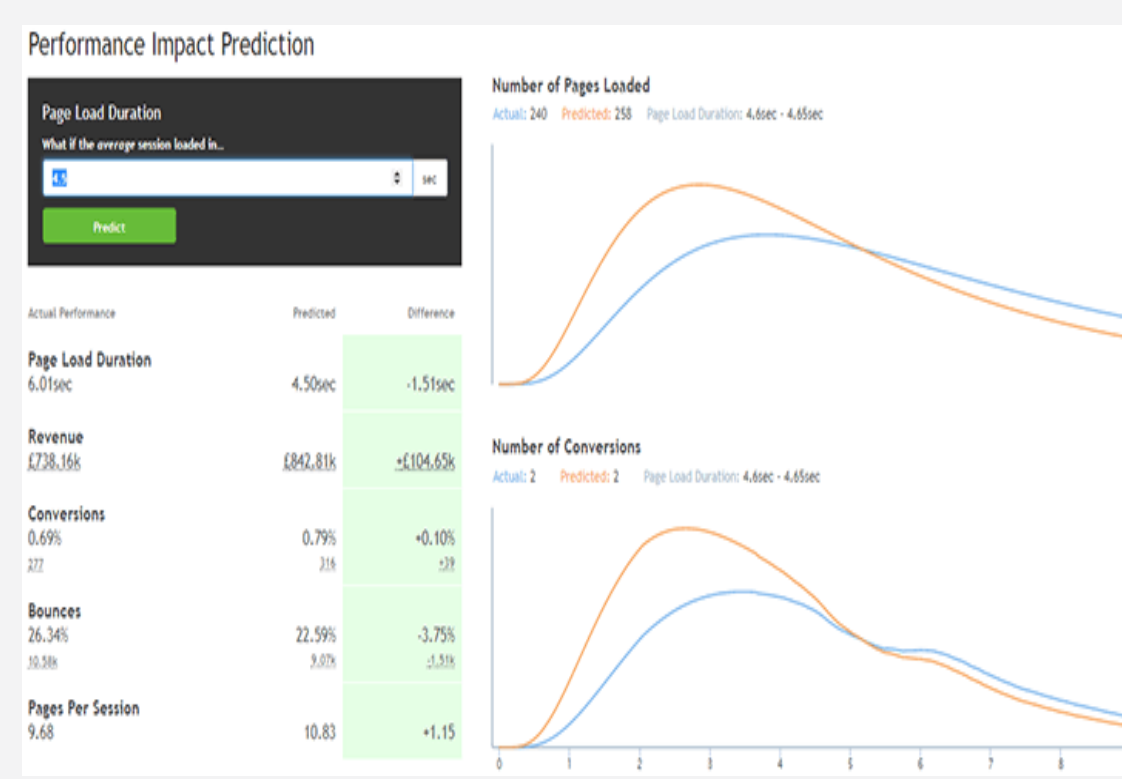 Performance Impact Prediction
Page Load Duration
What if the average session loaded in...
4.5
sec
Predict
Actual Performance Predicted Difference
Page Load Duration
6.01sec 4.50sec -1.51sec
Revenue
£738.16k £842.81k +£104.65k
Conversions
0.69% 0.79% +0.10%
277 316 +39
Bounces
26.34% 22.59% -3.75%
10.58k 9.07k -1.51k
Pages Per Session
9.68 10.83 +1.15
Number of Pages Loaded
Actual: 240 Predicted: 258 Page Load Duration: 4.6sec - 4.65sec
Number of Conversions
Actual: 2 Predicted: 2 Page Load Duration: 4.6sec - 4.65sec
0 1 2 3 4 5 6 7 8